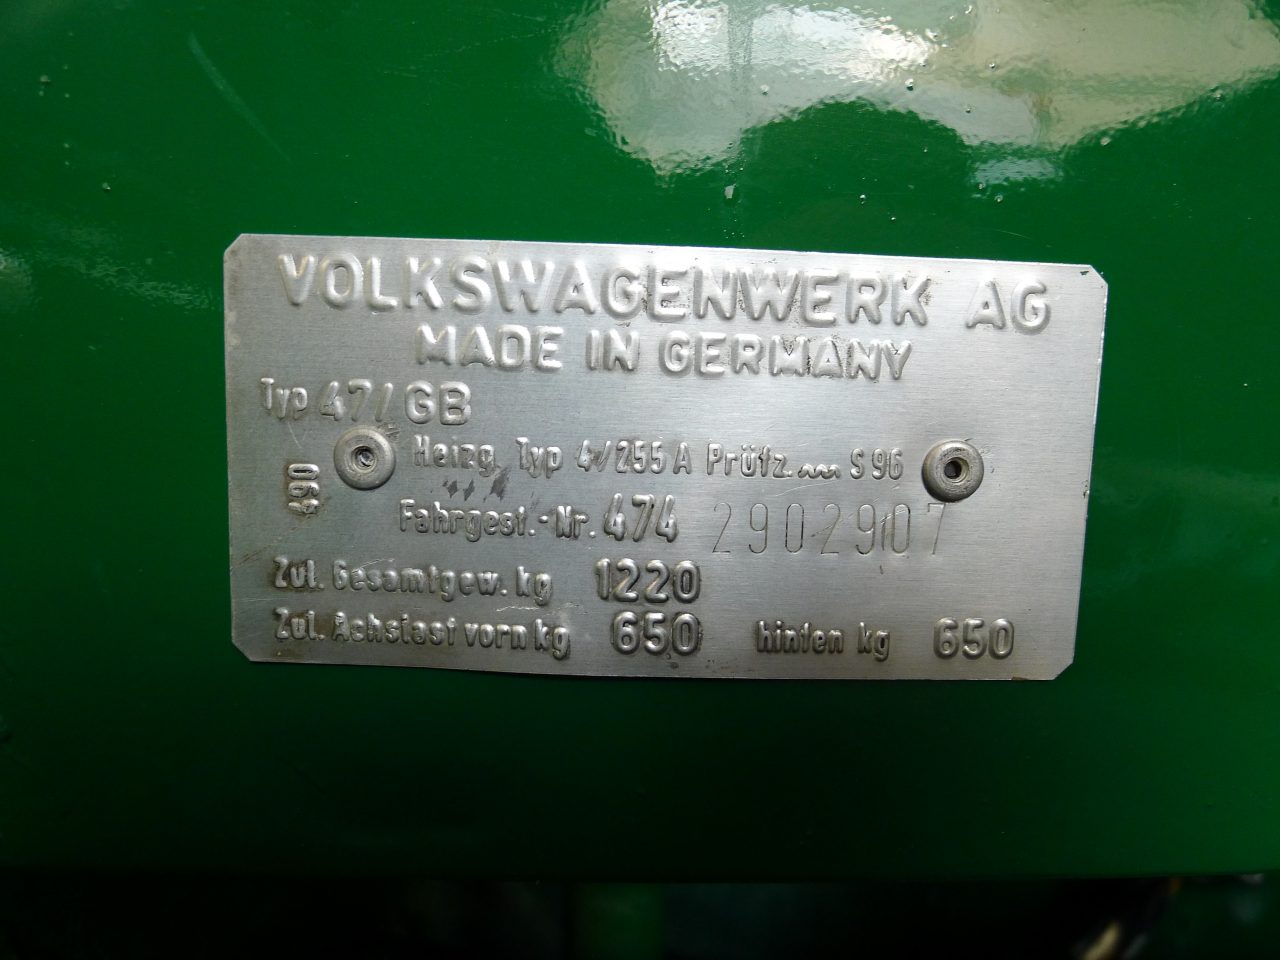 VOLKSWAGENWERK AG
MADE IN GERMANY
Typ 47/GB
Heizg. Typ 4/255 A Prüfz. ~~~ S 96
490
Fahrgest.-Nr. 474 2902907
Zul. Gesamtgew. kg 1220
Zul. Achslast vorn kg 650 hinten kg 650